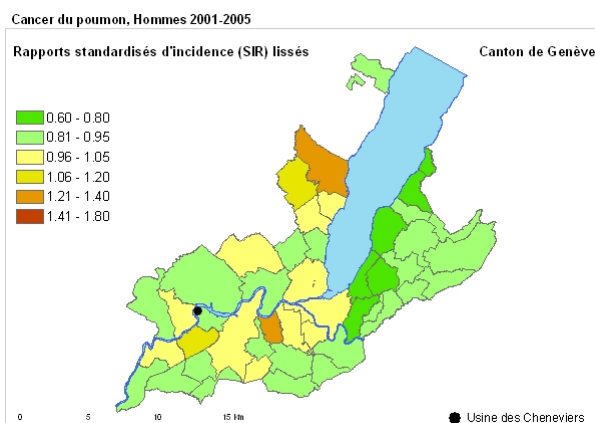 Cancer du poumon, Hommes 2001-2005
Rapports standardisés d'incidence (SIR) lissés
Canton de Genève
0.60 - 0.80
0.81 - 0.95
0.96 - 1.05
1.06 - 1.20
1.21 - 1.40
1.41 - 1.80
0 5 10 15 Km
Usine des Cheneviers